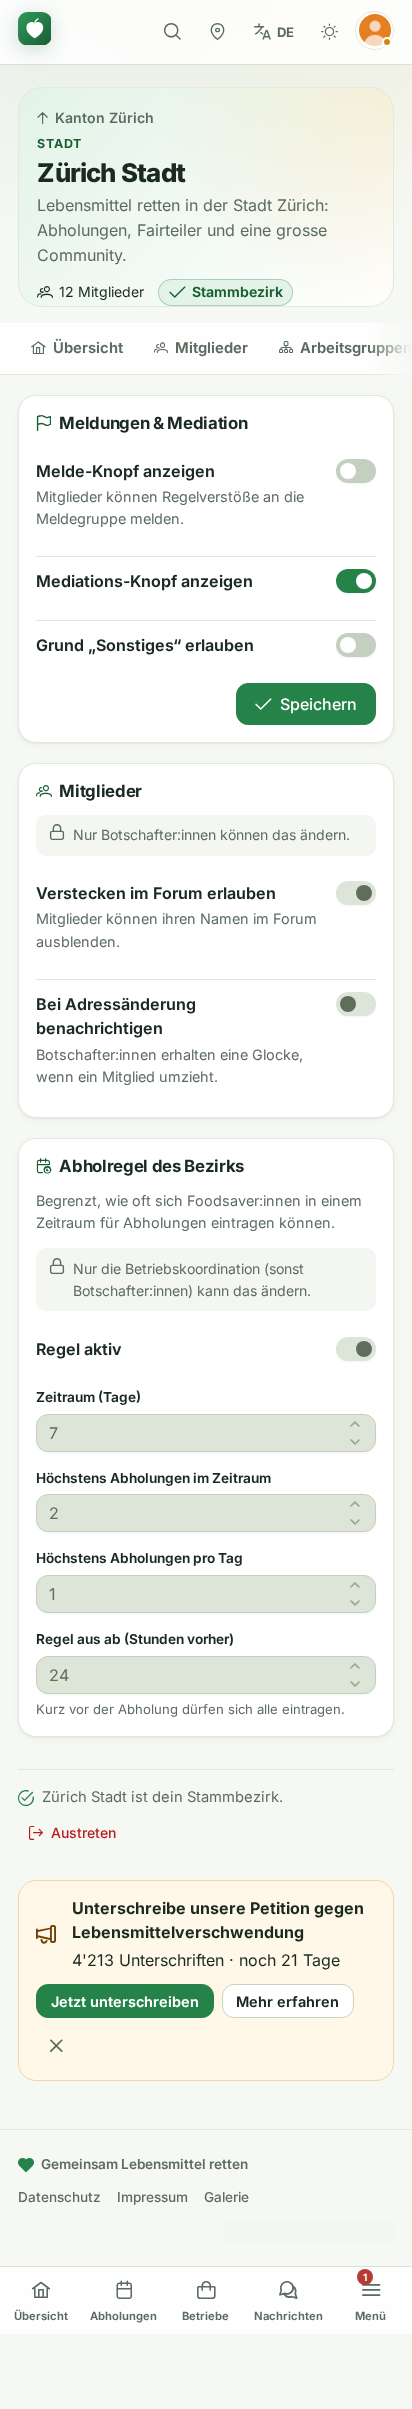 DE
Kanton Zürich
STADT
Zürich Stadt
Lebensmittel retten in der Stadt Zürich:
Abholungen, Fairteiler und eine grosse
Community.
12 Mitglieder
Stammbezirk
Übersicht
Mitglieder
Arbeitsgruppen
Meldungen & Mediation
Melde-Knopf anzeigen
Mitglieder können Regelverstöße an die
Meldegruppe melden.
Mediations-Knopf anzeigen
Grund „Sonstiges“ erlauben
Speichern
Mitglieder
Nur Botschafter:innen können das ändern.
Verstecken im Forum erlauben
Mitglieder können ihren Namen im Forum
ausblenden.
Bei Adressänderung
benachrichtigen
Botschafter:innen erhalten eine Glocke,
wenn ein Mitglied umzieht.
Abholregel des Bezirks
Begrenzt, wie oft sich Foodsaver:innen in einem
Zeitraum für Abholungen eintragen können.
Nur die Betriebskoordination (sonst
Botschafter:innen) kann das ändern.
Regel aktiv
Zeitraum (Tage)
7
Höchstens Abholungen im Zeitraum
2
Höchstens Abholungen pro Tag
1
Regel aus ab (Stunden vorher)
24
Kurz vor der Abholung dürfen sich alle eintragen.
Zürich Stadt ist dein Stammbezirk.
Austreten
Unterschreibe unsere Petition gegen
Lebensmittelverschwendung
4'213 Unterschriften · noch 21 Tage
Jetzt unterschreiben
Mehr erfahren
Gemeinsam Lebensmittel retten
Datenschutz
Impressum
Galerie
1
Übersicht
Abholungen
Betriebe
Nachrichten
Menü